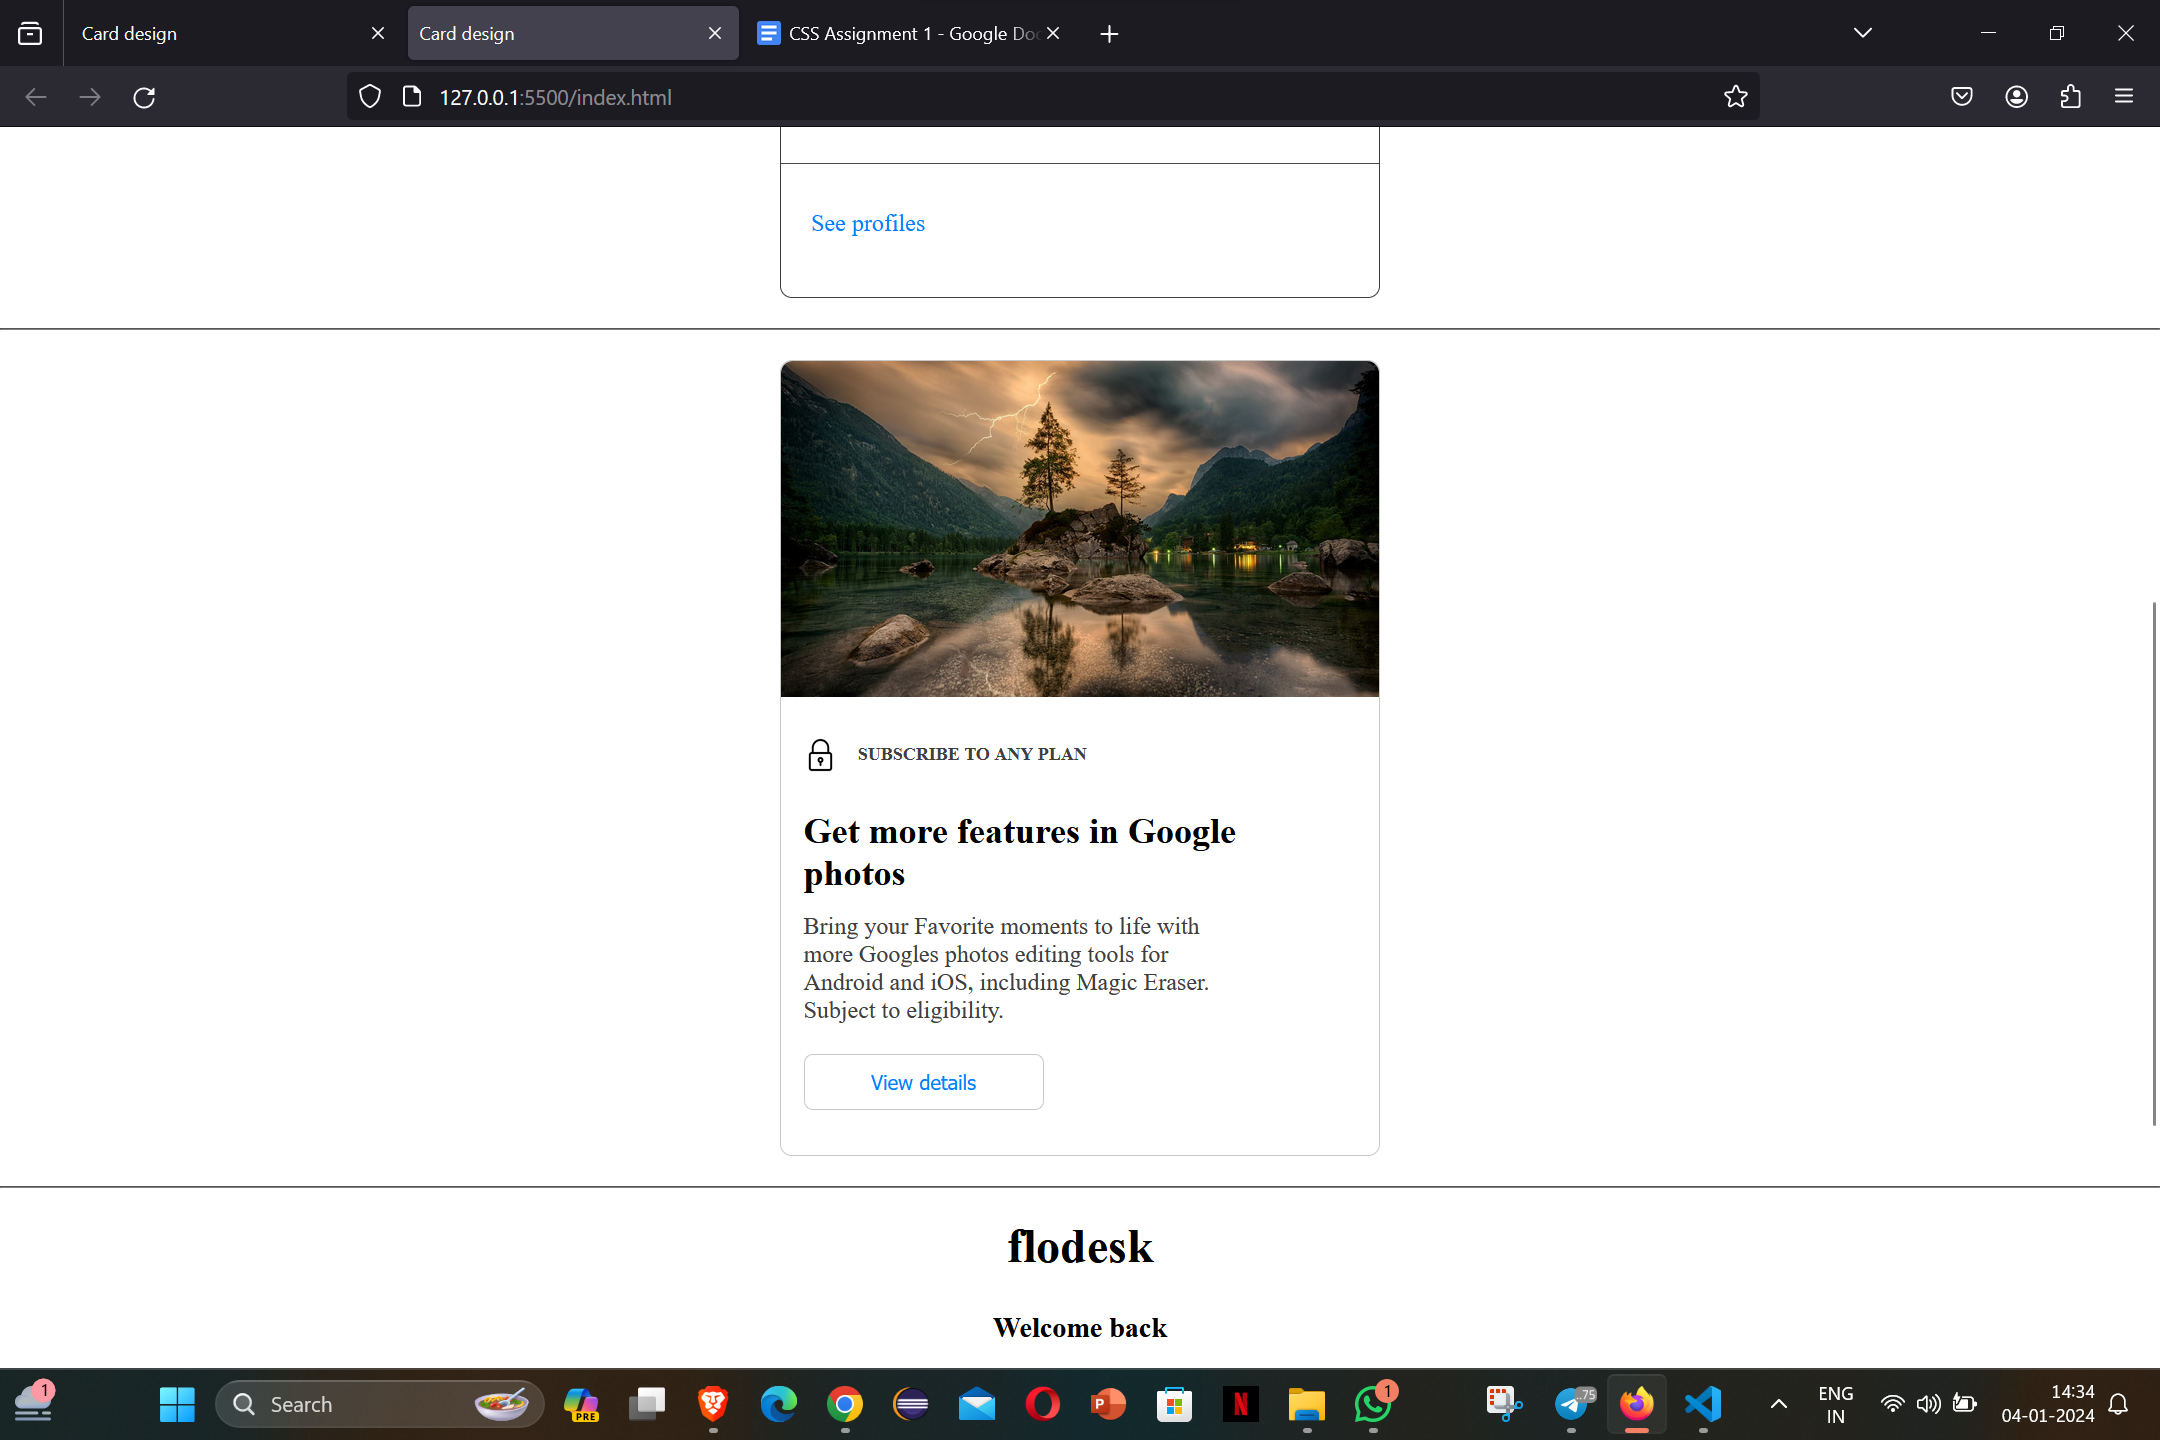 Card design
Card design
CSS Assignment 1 - Google Doc
127.0.0.1:5500/index.html
See profiles
SUBSCRIBE TO ANY PLAN
Get more features in Google
photos
Bring your Favorite moments to life with
more Googles photos editing tools for
Android and iOS, including Magic Eraser.
Subject to eligibility.
View details
flodesk
Welcome back
1
Search
PRE
P
N
1
..75
ENG
IN
14:34
04-01-2024